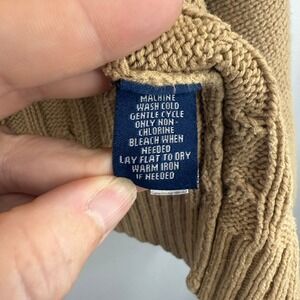 MACHINE
WASH COLD
GENTLE CYCLE
ONLY NON-
CHLORINE
BLEACH WHEN
NEEDED
LAY FLAT TO DRY
WARM IRON
IF NEEDED